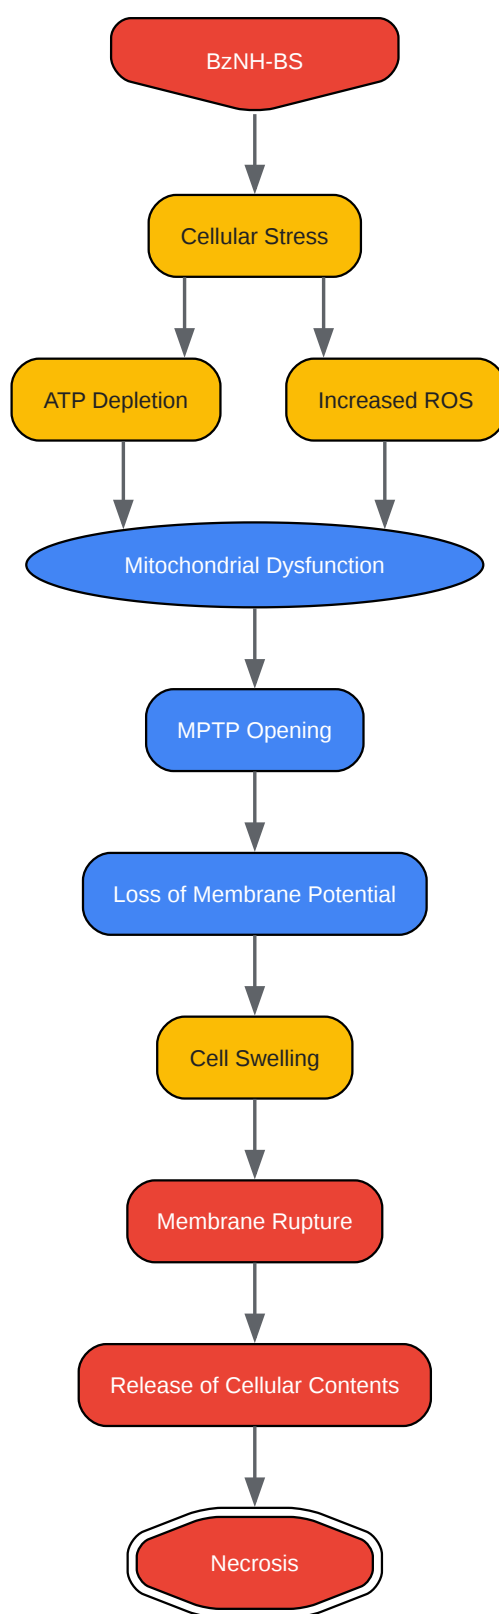 BzNH-BS
Cellular Stress
ATP Depletion
Increased ROS
Mitochondrial Dysfunction
MPTP Opening
Loss of Membrane Potential
Cell Swelling
Membrane Rupture
Release of Cellular Contents
Necrosis